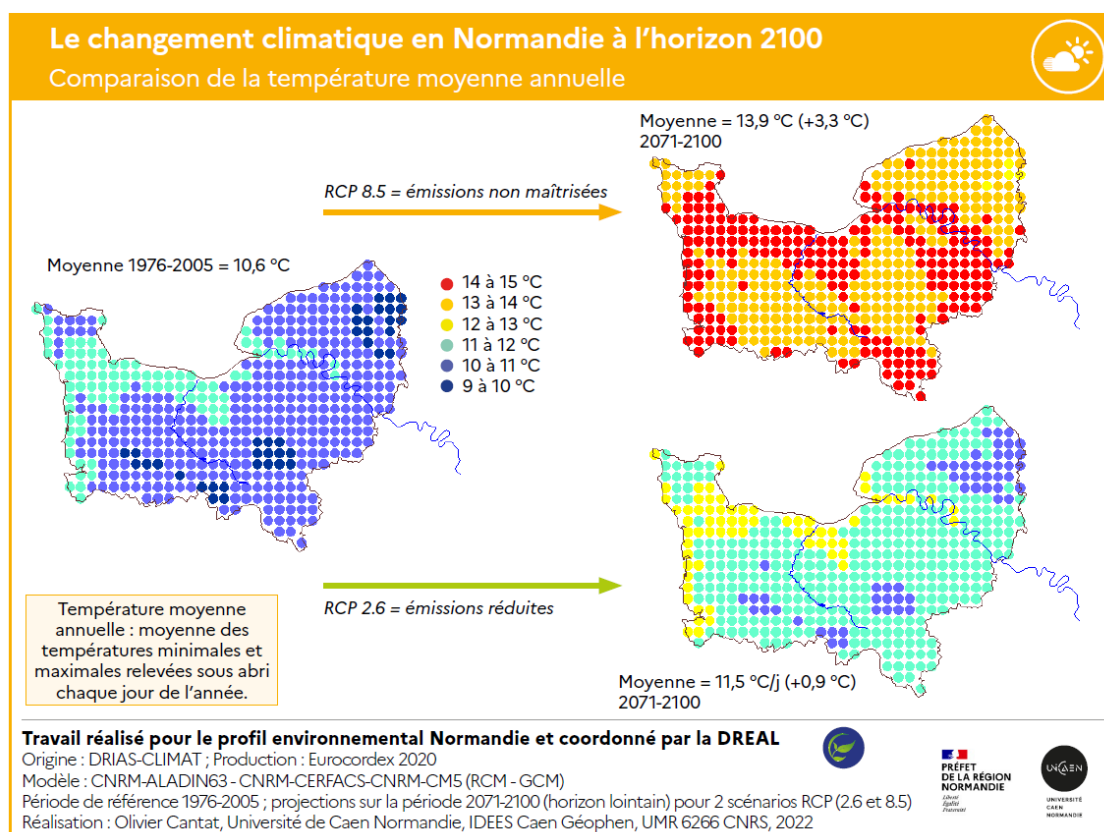 Le changement climatique en Normandie à l'horizon 2100
Comparaison de la température moyenne annuelle
Moyenne = 13,9 °C (+3,3 °C)
2071-2100
RCP 8.5 = émissions non maîtrisées
Moyenne 1976-2005 = 10,6 °C
14 à 15 °C
13 à 14 °C
12 à 13 °C
11 à 12 °C
10 à 11 °C
9 à 10 °C
RCP 2.6 = émissions réduites
Température moyenne
annuelle : moyenne des
températures minimales et
maximales relevées sous abri
chaque jour de l'année.
Moyenne = 11,5 °C/j (+0,9 °C)
2071-2100
Travail réalisé pour le profil environnemental Normandie et coordonné par la DREAL
Origine : DRIAS-CLIMAT ; Production : Eurocordex 2020
Modèle : CNRM-ALADIN63 - CNRM-CERFACS-CNRM-CM5 (RCM - GCM)
Période de référence 1976-2005 ; projections sur la période 2071-2100 (horizon lointain) pour 2 scénarios RCP (2.6 et 8.5)
Réalisation : Olivier Cantat, Université de Caen Normandie, IDEES Caen Géophen, UMR 6266 CNRS, 2022
PRÉFET
DE LA RÉGION
NORMANDIE
Liberté
Égalité
Fraternité
UNICAEN
UNIVERSITÉ
CAEN
NORMANDIE